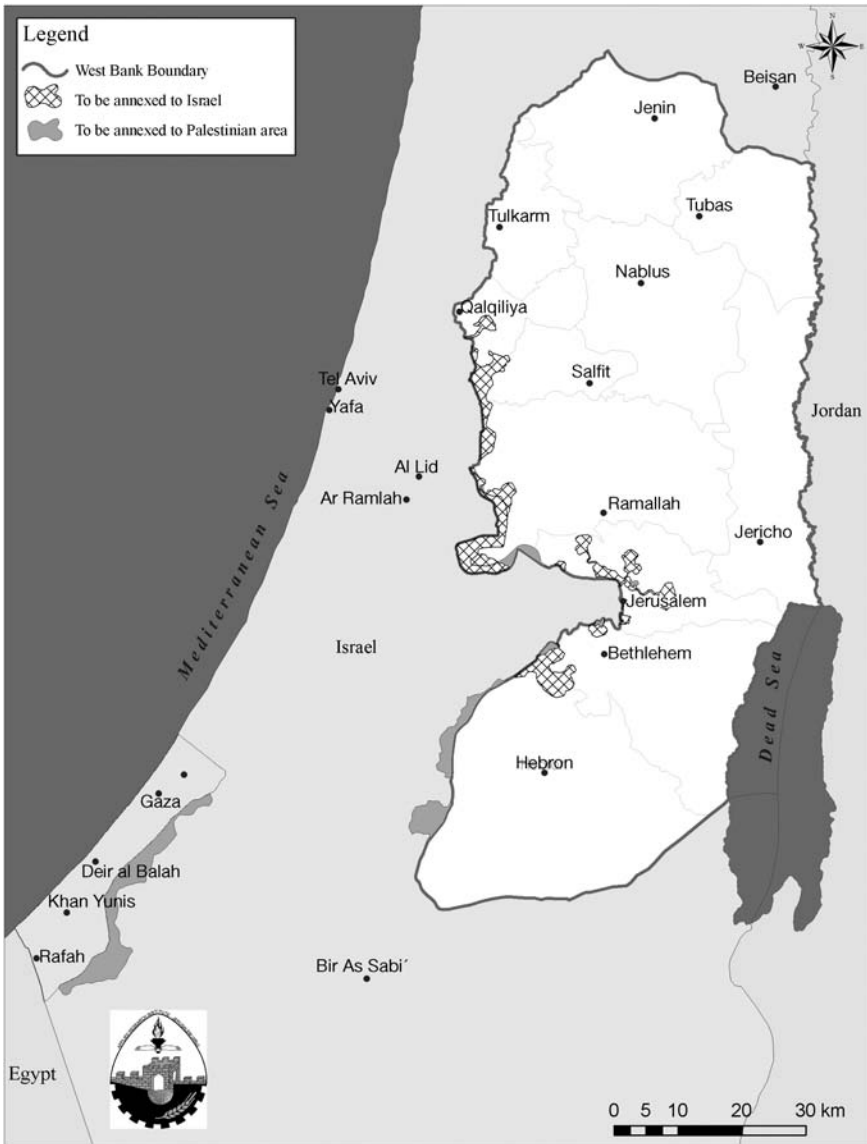 Legend
West Bank Boundary
To be annexed to Israel
To be annexed to Palestinian area
N
W E
S
Beisan
Jenin
Tubas
Tulkarm
Nablus
Qalqiliya
Salfit
Tel Aviv
Yafa
Jordan
Al Lid
Ar Ramlah
Ramallah
Jericho
Mediterranean Sea
Jerusalem
Israel
Bethlehem
Dead Sea
Hebron
Gaza
Deir al Balah
Khan Yunis
Rafah
Bir As Sabi´
Egypt
0 5 10 20 30 km